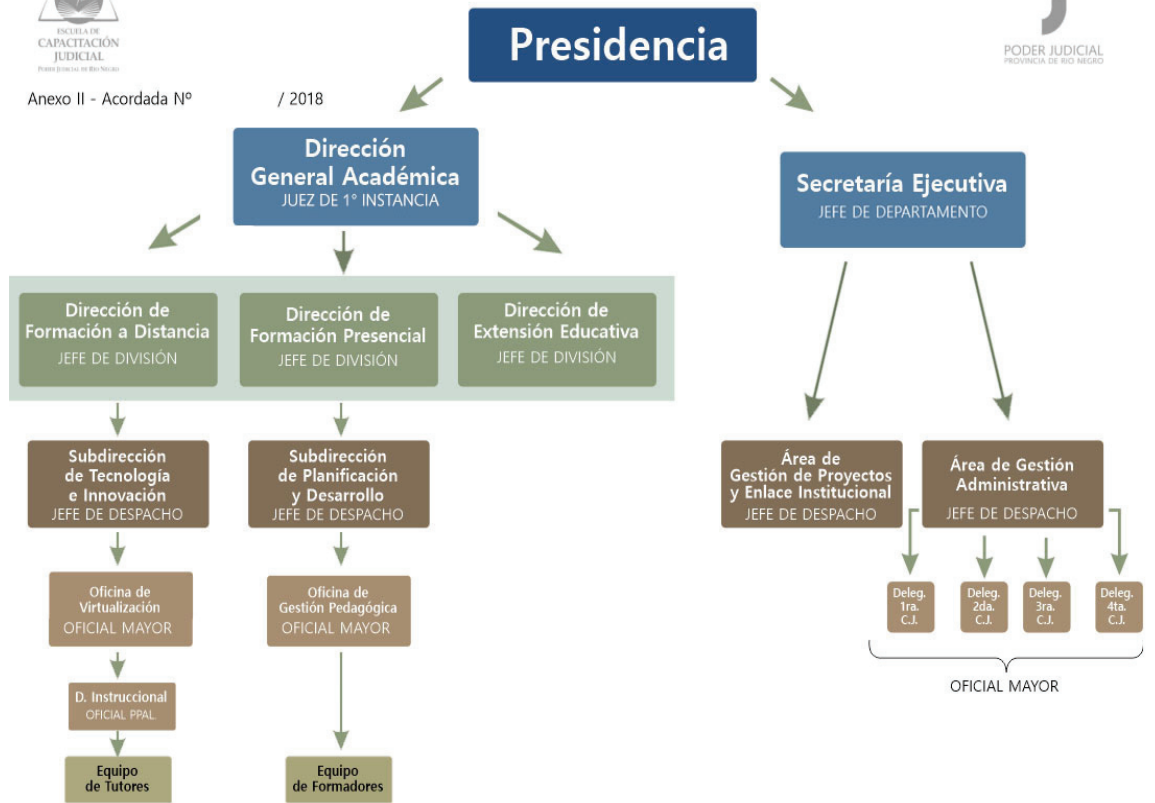 ESCUELA DE
CAPACITACIÓN
JUDICIAL
PODER JUDICIAL DE RIO NEGRO
Presidencia
PODER JUDICIAL
PROVINCIA DE RIO NEGRO
Anexo II - Acordada Nº / 2018
Dirección
General Académica
JUEZ DE 1° INSTANCIA
Secretaría Ejecutiva
JEFE DE DEPARTAMENTO
Dirección de
Formación a Distancia
JEFE DE DIVISIÓN
Dirección de
Formación Presencial
JEFE DE DIVISIÓN
Dirección de
Extensión Educativa
JEFE DE DIVISIÓN
Subdirección
de Tecnología
e Innovación
JEFE DE DESPACHO
Subdirección
de Planificación
y Desarrollo
JEFE DE DESPACHO
Área de
Gestión de Proyectos
y Enlace Institucional
JEFE DE DESPACHO
Área de Gestión
Administrativa
JEFE DE DESPACHO
Oficina de
Virtualización
OFICIAL MAYOR
Oficina de
Gestión Pedagógica
OFICIAL MAYOR
Deleg.
1ra.
C.J.
Deleg.
2da.
C.J.
Deleg.
3ra.
C.J.
Deleg.
4ta.
C.J.
OFICIAL MAYOR
D. Instruccional
OFICIAL PPAL.
Equipo
de Tutores
Equipo
de Formadores